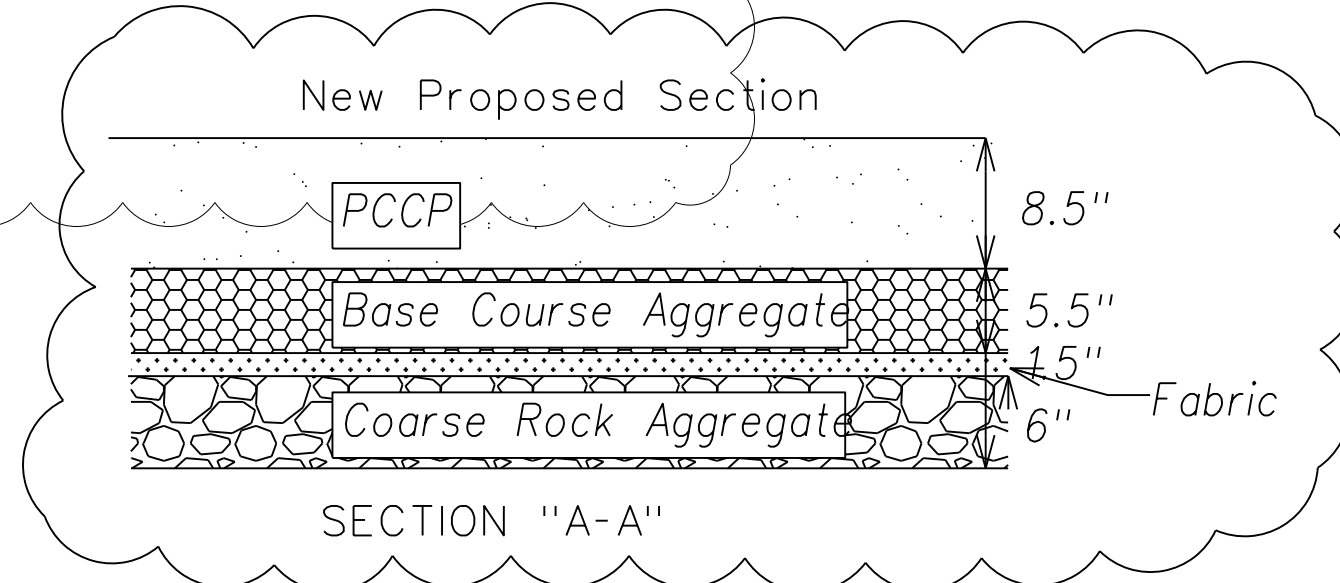 New Proposed Section
PCCP
8.5"
Base Course Aggregate
5.5"
1.5"
Fabric
Coarse Rock Aggregate
6"
SECTION "A-A"